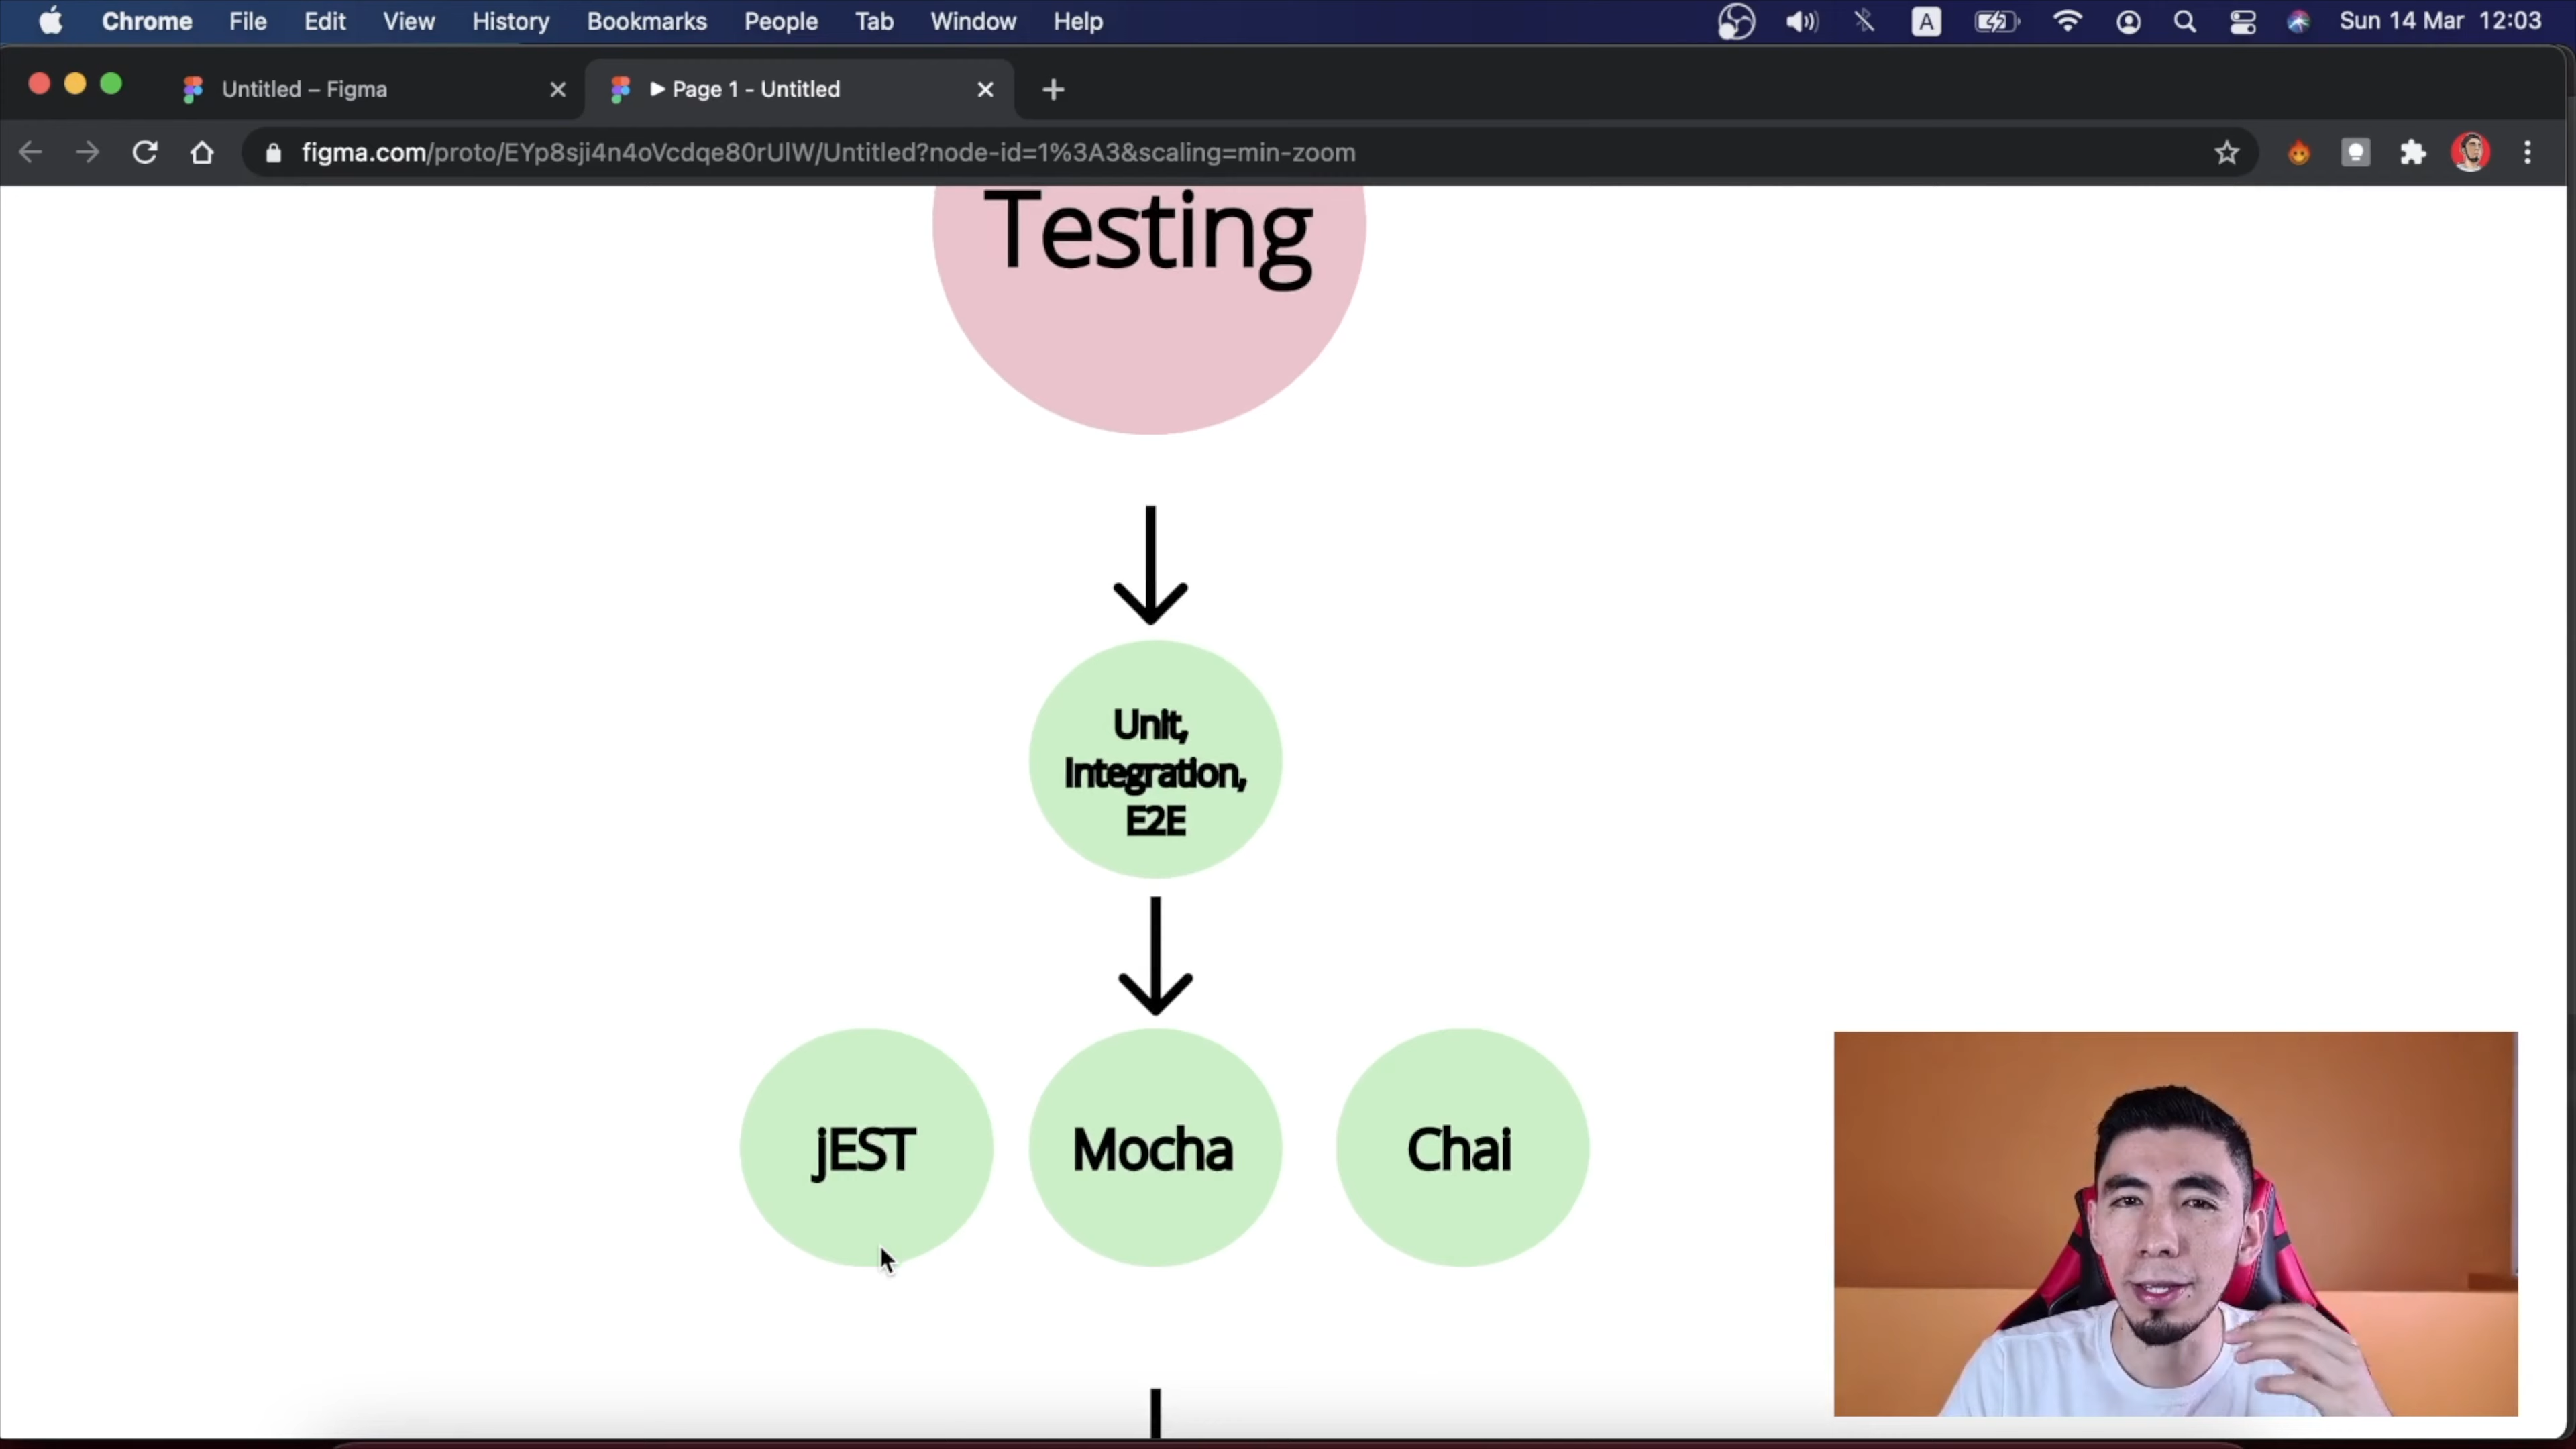 Chrome File Edit View History Bookmarks People Tab Window Help A Sun 14 Mar 12:03
Untitled – Figma
Page 1 - Untitled
figma.com/proto/EYp8sji4n4oVcdqe80rUlW/Untitled?node-id=1%3A3&scaling=min-zoom
Testing
Unit,
Integration,
E2E
jEST
Mocha
Chai